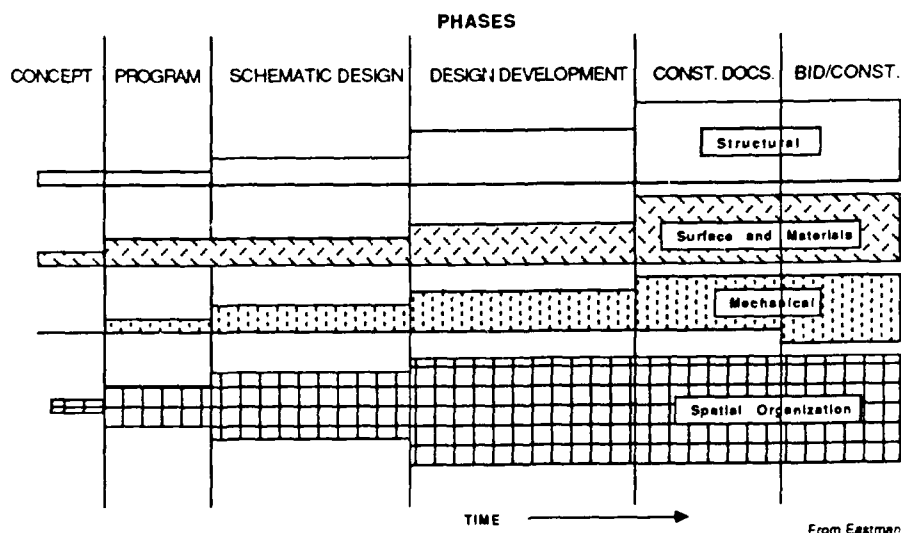 PHASES
CONCEPT PROGRAM SCHEMATIC DESIGN DESIGN DEVELOPMENT CONST. DOCS. BID/CONST.
Structural
Surface and Materials
Mechanical
Spatial Organization
TIME
From Eastman